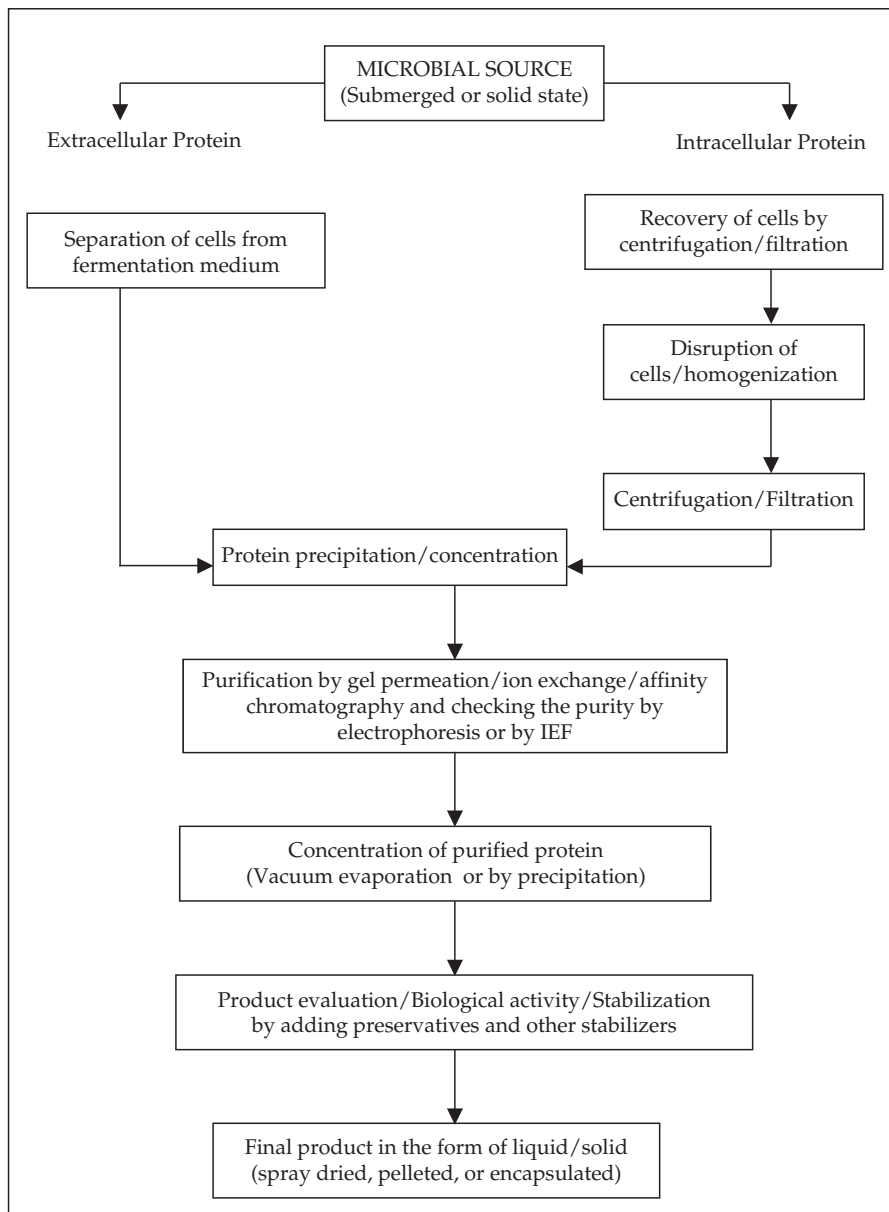 MICROBIAL SOURCE
(Submerged or solid state)
Extracellular Protein
Intracellular Protein
Separation of cells from
fermentation medium
Recovery of cells by
centrifugation/filtration
Disruption of
cells/homogenization
Centrifugation/Filtration
Protein precipitation/concentration
Purification by gel permeation/ion exchange/affinity
chromatography and checking the purity by
electrophoresis or by IEF
Concentration of purified protein
(Vacuum evaporation or by precipitation)
Product evaluation/Biological activity/Stabilization
by adding preservatives and other stabilizers
Final product in the form of liquid/solid
(spray dried, pelleted, or encapsulated)